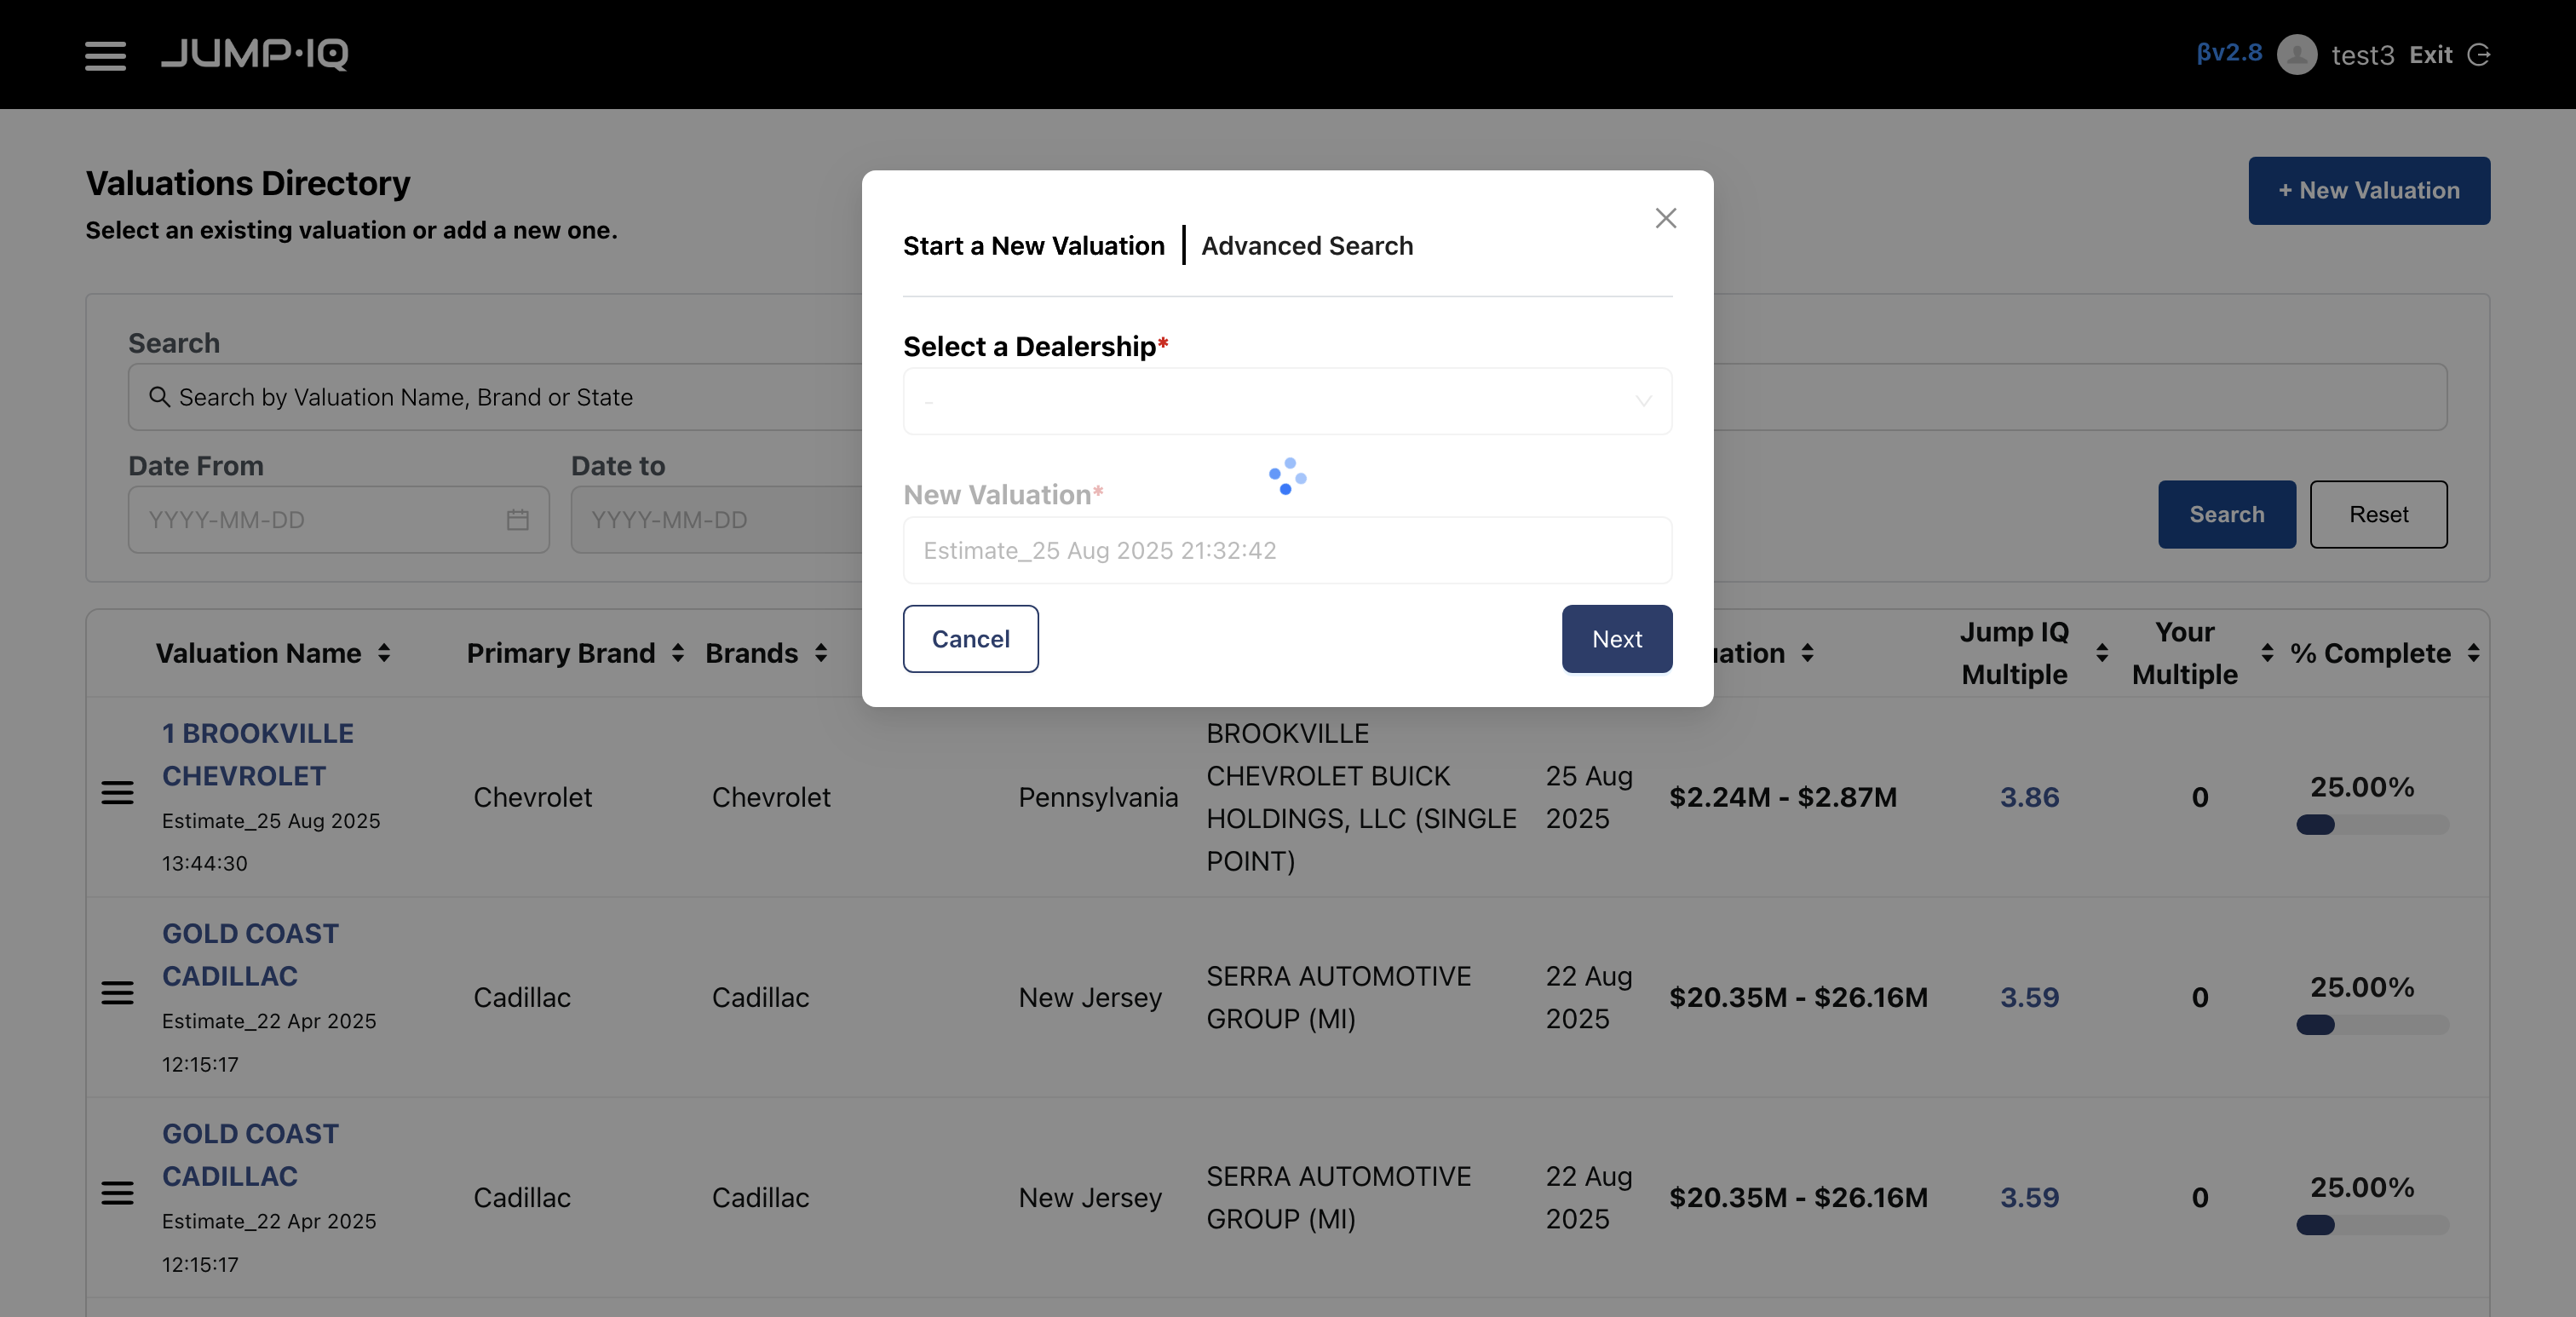 JUMP·IQ
βv2.8 test3 Exit
Valuations Directory
Select an existing valuation or add a new one.
+ New Valuation
Start a New Valuation | Advanced Search
Select a Dealership*
-
New Valuation*
Estimate_25 Aug 2025 21:32:42
Cancel
Next
Search
Search by Valuation Name, Brand or State
Date From
Date to
YYYY-MM-DD
YYYY-MM-DD
Search
Reset
Valuation Name
Primary Brand
Brands
Jump IQ
Multiple
Your
Multiple
% Complete
1 BROOKVILLE
CHEVROLET
Estimate_25 Aug 2025
13:44:30
Chevrolet
Chevrolet
Pennsylvania
BROOKVILLE
CHEVROLET BUICK
HOLDINGS, LLC (SINGLE
POINT)
25 Aug
2025
$2.24M - $2.87M
3.86
0
25.00%
GOLD COAST
CADILLAC
Estimate_22 Apr 2025
12:15:17
Cadillac
Cadillac
New Jersey
SERRA AUTOMOTIVE
GROUP (MI)
22 Aug
2025
$20.35M - $26.16M
3.59
0
25.00%
GOLD COAST
CADILLAC
Estimate_22 Apr 2025
12:15:17
Cadillac
Cadillac
New Jersey
SERRA AUTOMOTIVE
GROUP (MI)
22 Aug
2025
$20.35M - $26.16M
3.59
0
25.00%